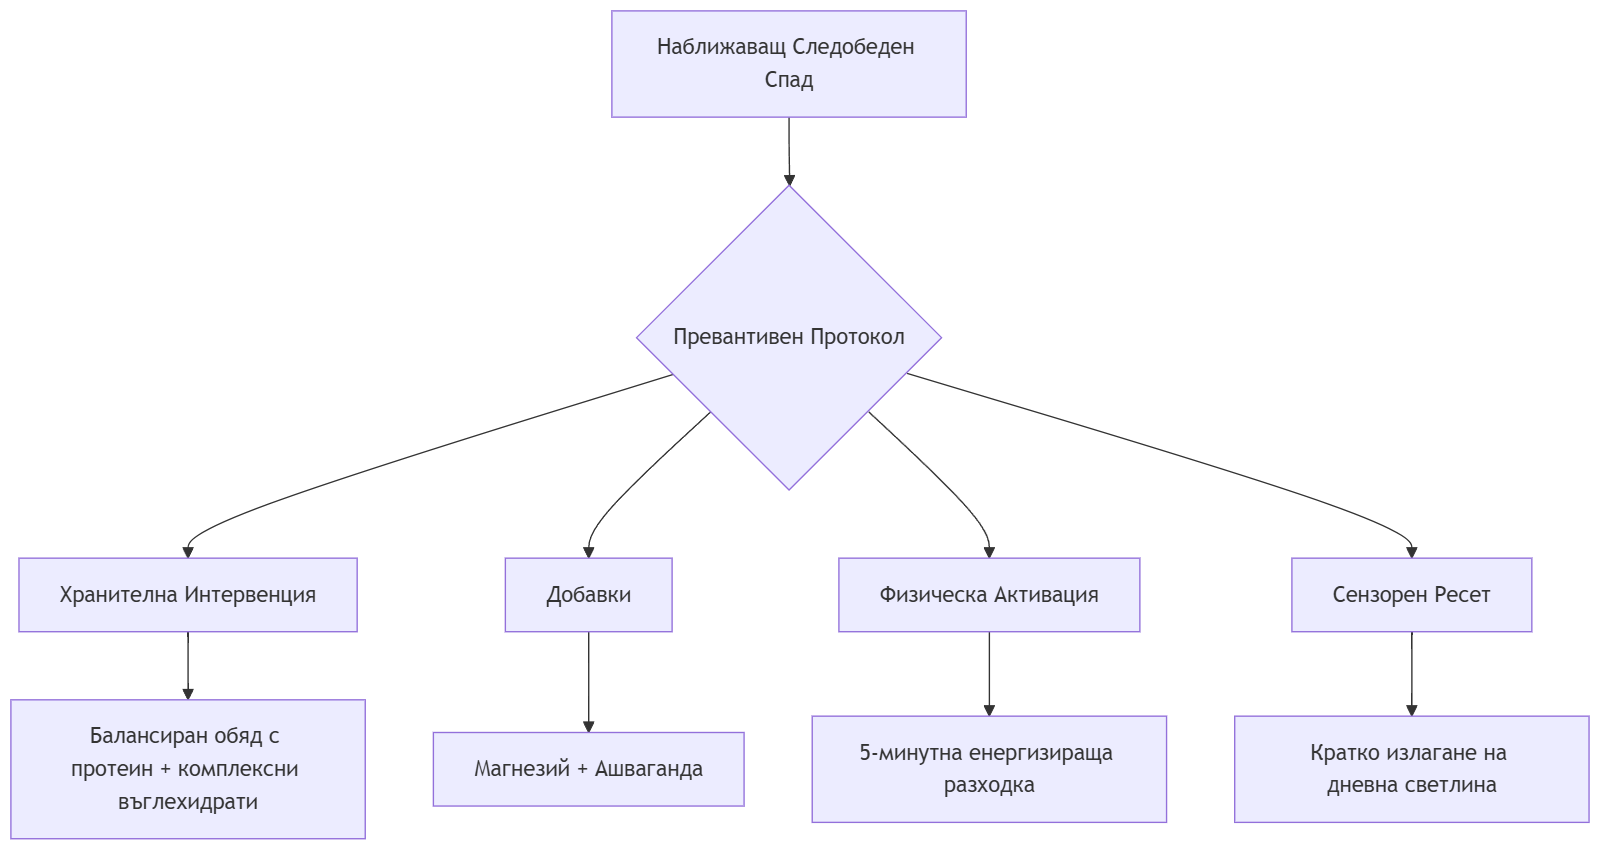 Наближаващ Следобеден
Спад
Превантивен Протокол
Хранителна Интервенция
Добавки
Физическа Активация
Сензорен Ресет
Балансиран обяд с
протеин + комплексни
въглехидрати
Магнезий + Ашваганда
5-минутна енергизираща
разходка
Кратко излагане на
дневна светлина